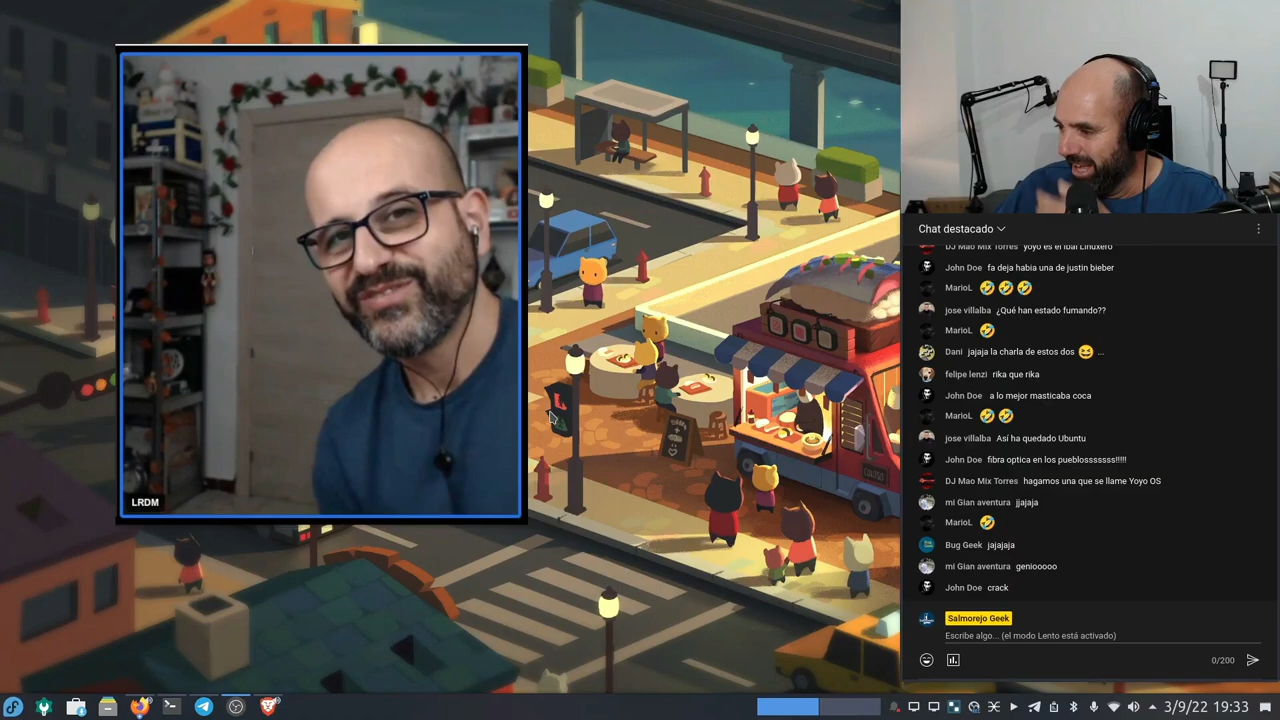 LRDM
Chat destacado
DJ Mao Mix Torres yoyo es el Ibai Linuxero
John Doe fa deja habia una de justin bieber
MarioL 🤣🤣🤣
jose villalba ¿Qué han estado fumando??
MarioL 🤣
Dani jajaja la charla de estos dos 😆 ...
felipe lenzi rika que rika
John Doe a lo mejor masticaba coca
MarioL 🤣🤣
jose villalba Así ha quedado Ubuntu
John Doe fibra optica en los pueblosssssss!!!!!
DJ Mao Mix Torres hagamos una que se llame Yoyo OS
mi Gian aventura jjajaja
MarioL 🤣
Bug Geek jajajaja
mi Gian aventura geniooooo
John Doe crack
Salmorejo Geek
Escribe algo... (el modo Lento está activado)
0/200
3/9/22 19:33